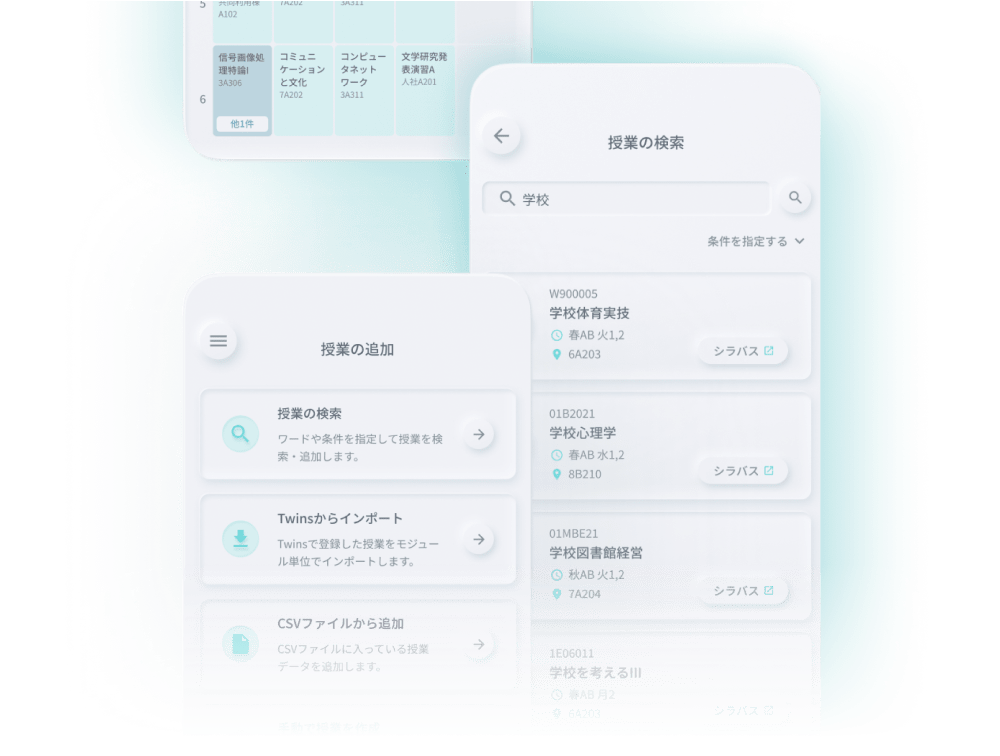 5
共同利用棟
A102
7A202
3A311
6
信号画像処
理特論I
3A306
他1件
コミュニ
ケーション
と文化
7A202
コンピュー
タネット
ワーク
3A311
文学研究発
表演習A
人社A201
授業の検索
学校
条件を指定する
W900005
学校体育実技
春AB 火1,2
6A203
シラバス
01B2021
学校心理学
春AB 水1,2
8B210
シラバス
01MBE21
学校図書館経営
秋AB 火1,2
7A204
シラバス
1E06011
学校を考えるIII
春AB 月2
6A203
シラバス
授業の追加
授業の検索
ワードや条件を指定して授業を検
索・追加します。
Twinsからインポート
Twinsで登録した授業をモジュー
ル単位でインポートします。
CSVファイルから追加
CSVファイルに入っている授業
データを追加します。
手動で授業を作成